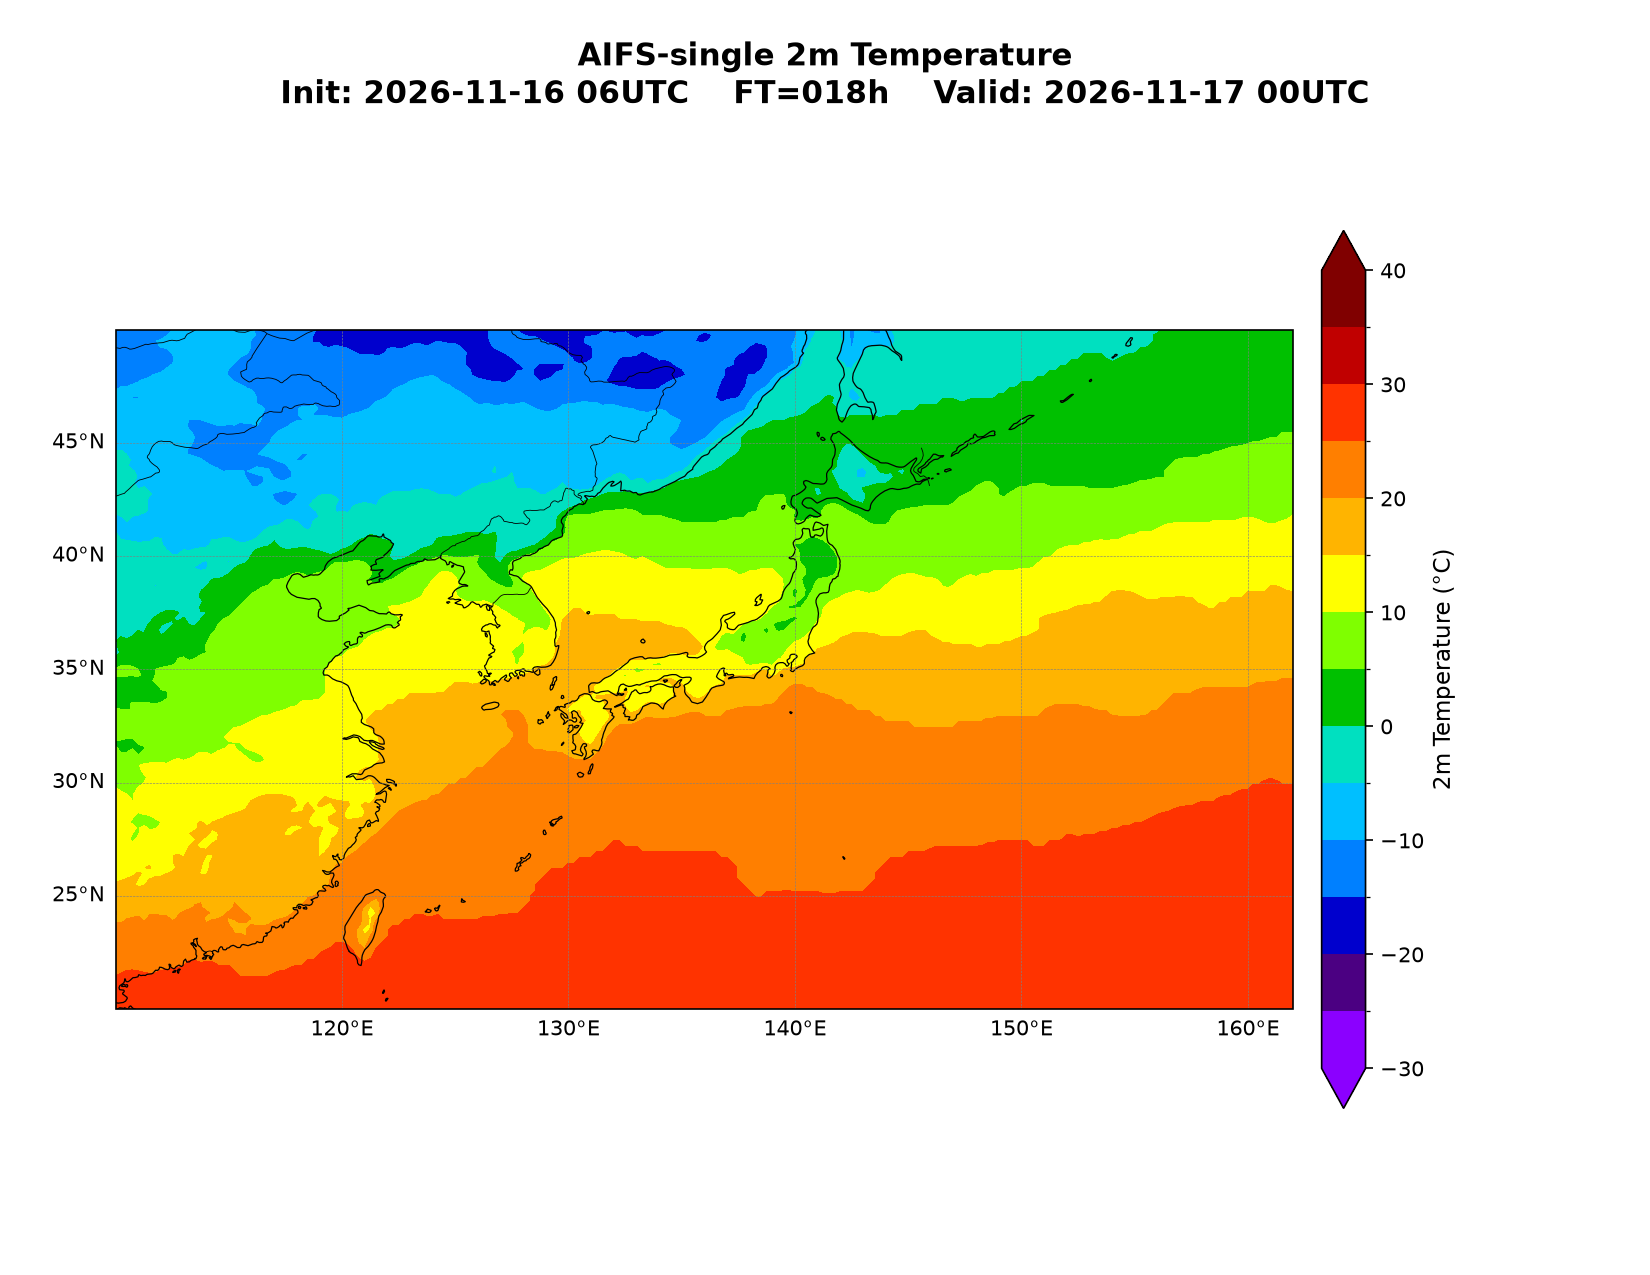 AIFS-single 2m Temperature
Init: 2026-11-16 06UTC    FT=018h    Valid: 2026-11-17 00UTC
45°N
40°N
35°N
30°N
25°N
120°E
130°E
140°E
150°E
160°E
40
30
20
10
0
−10
−20
−30
2m Temperature (°C)